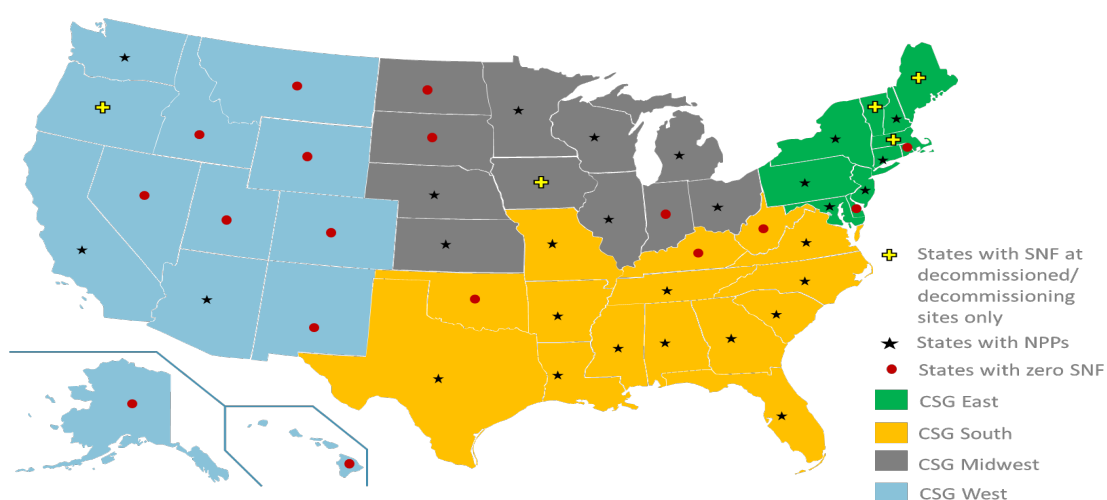 States with SNF at
decommissioned/
decommissioning
sites only
States with NPPs
States with zero SNF
CSG East
CSG South
CSG Midwest
CSG West